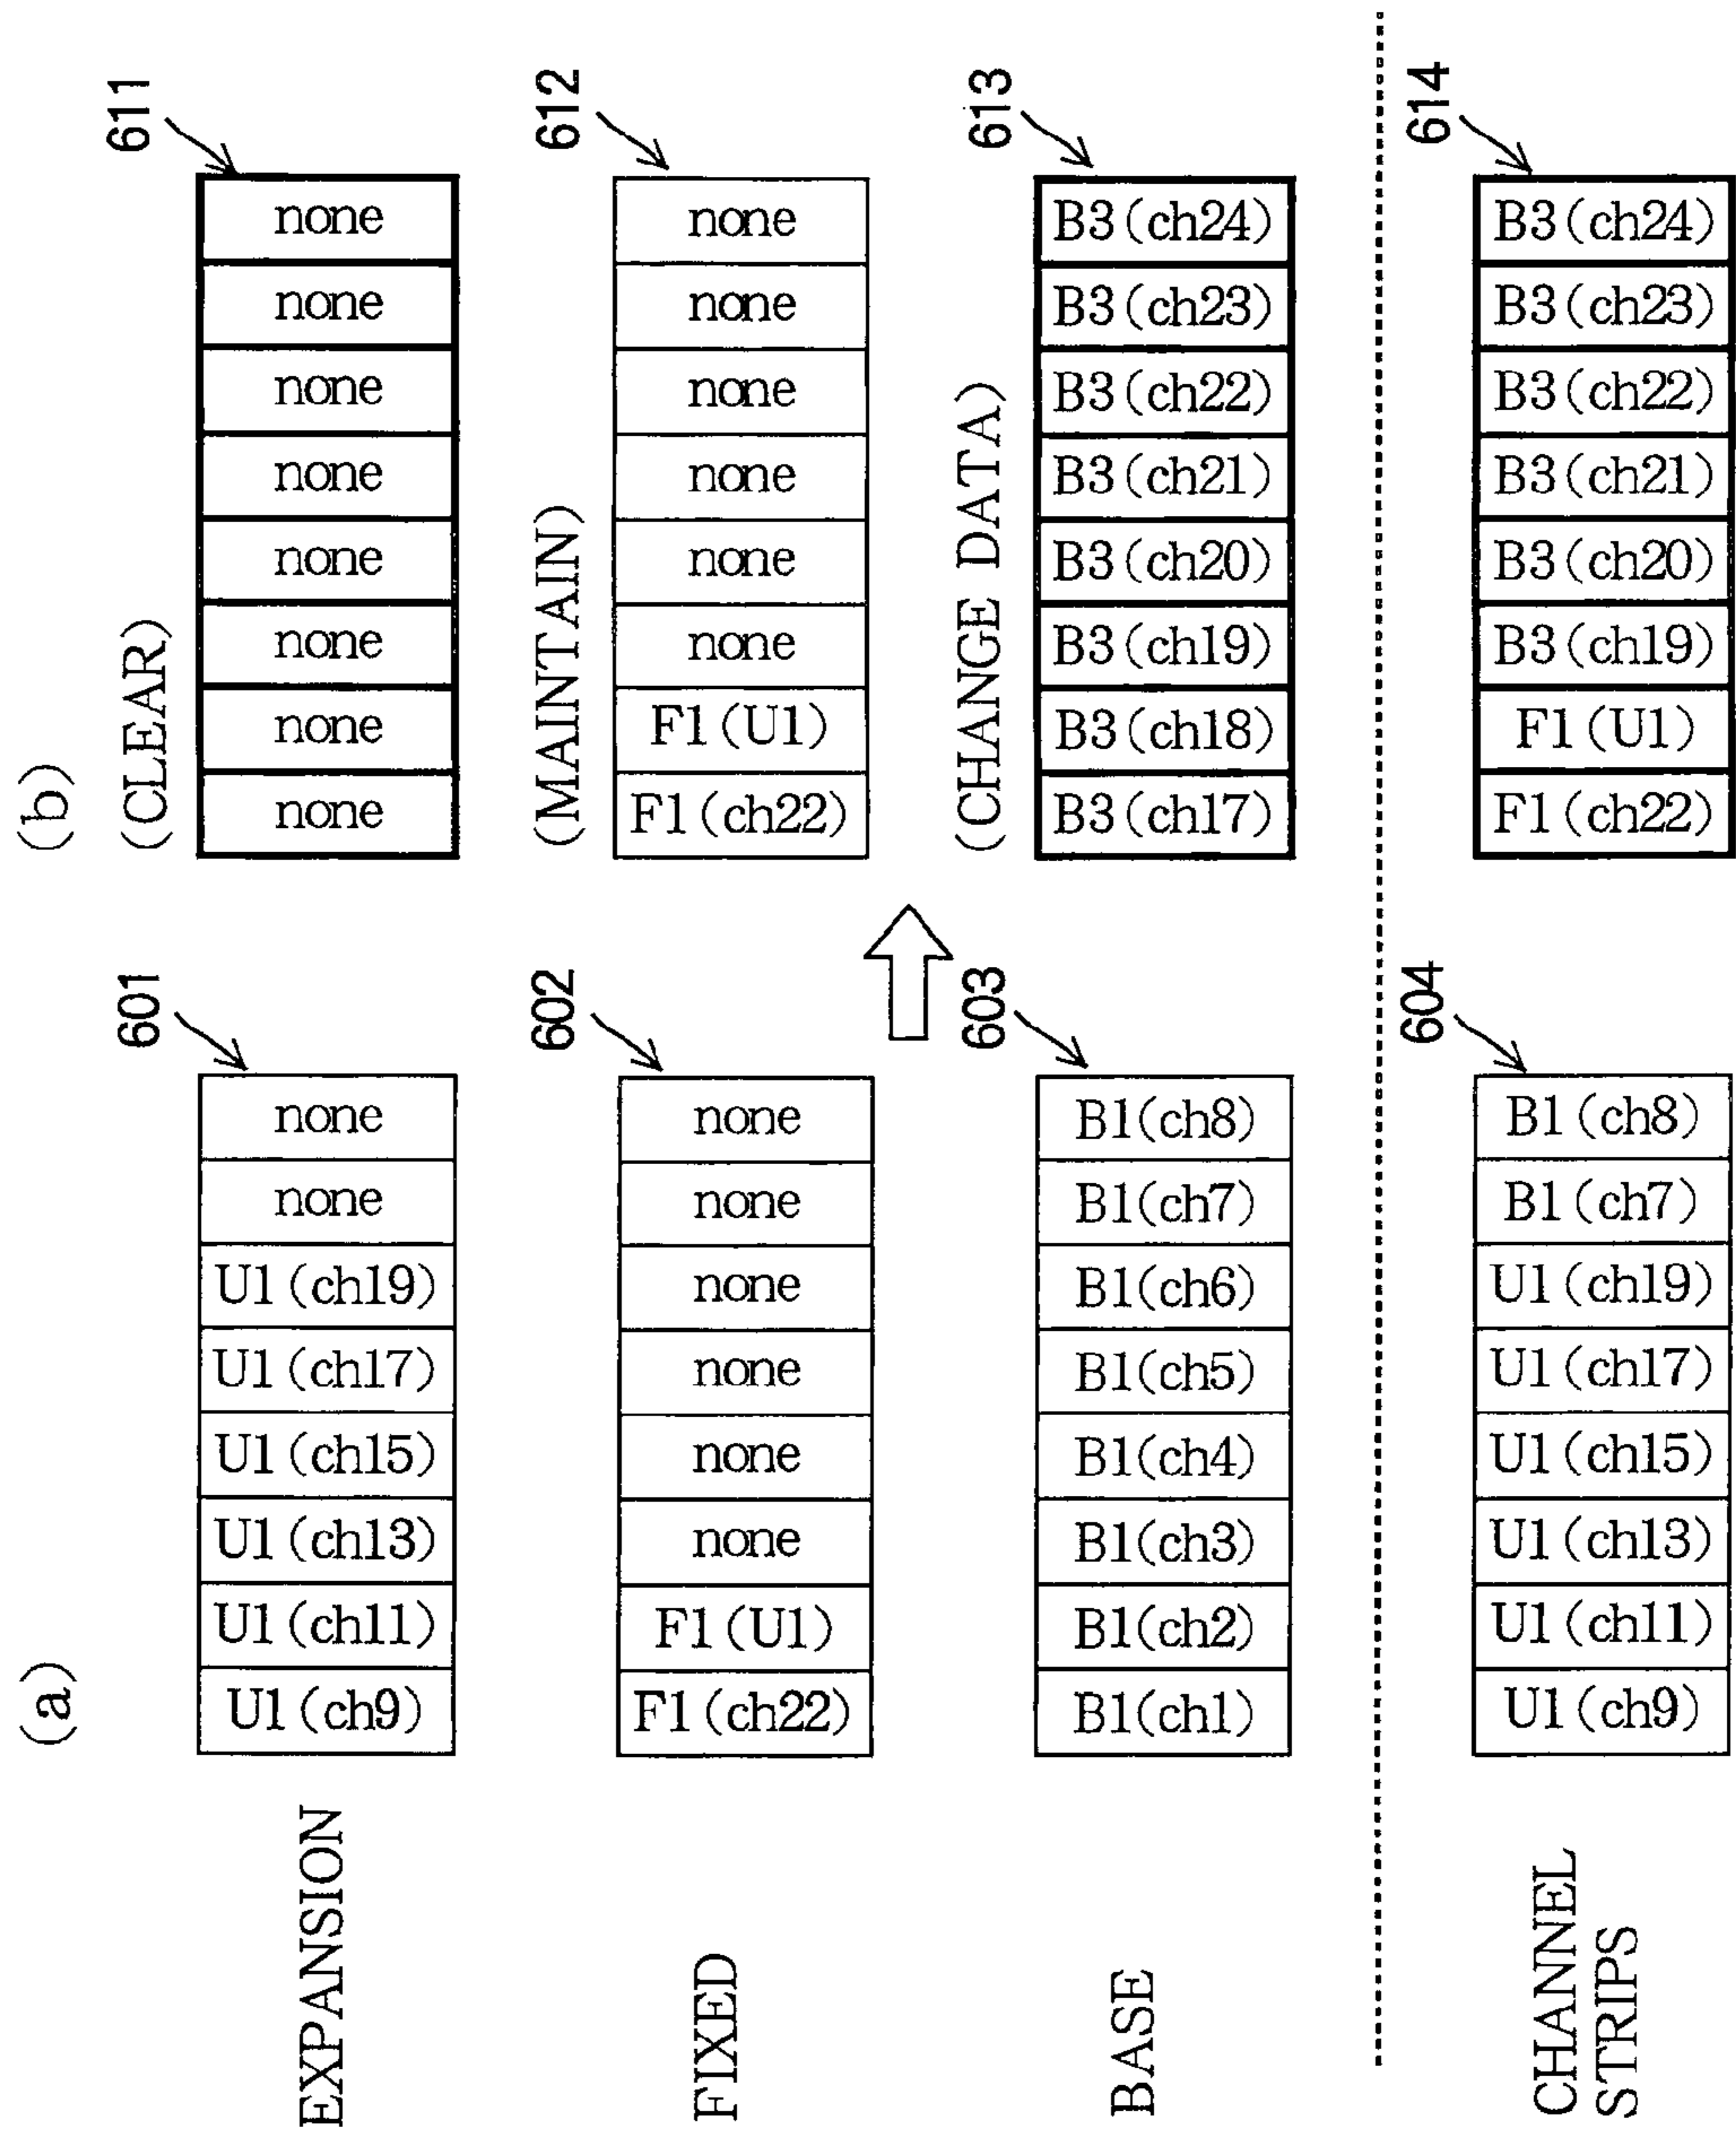 (a)
(b)
(CLEAR)
601
611
EXPANSION
U1(ch9) U1(ch11) U1(ch13) U1(ch15) U1(ch17) U1(ch19) none none
none none none none none none none none
(MAINTAIN)
602
612
FIXED
F1(ch22) F1(U1) none none none none none none
F1(ch22) F1(U1) none none none none none none
(CHANGE DATA)
603
613
BASE
B1(ch1) B1(ch2) B1(ch3) B1(ch4) B1(ch5) B1(ch6) B1(ch7) B1(ch8)
B3(ch17) B3(ch18) B3(ch19) B3(ch20) B3(ch21) B3(ch22) B3(ch23) B3(ch24)
604
614
CHANNEL
STRIPS
U1(ch9) U1(ch11) U1(ch13) U1(ch15) U1(ch17) U1(ch19) B1(ch7) B1(ch8)
F1(ch22) F1(U1) B3(ch19) B3(ch20) B3(ch21) B3(ch22) B3(ch23) B3(ch24)